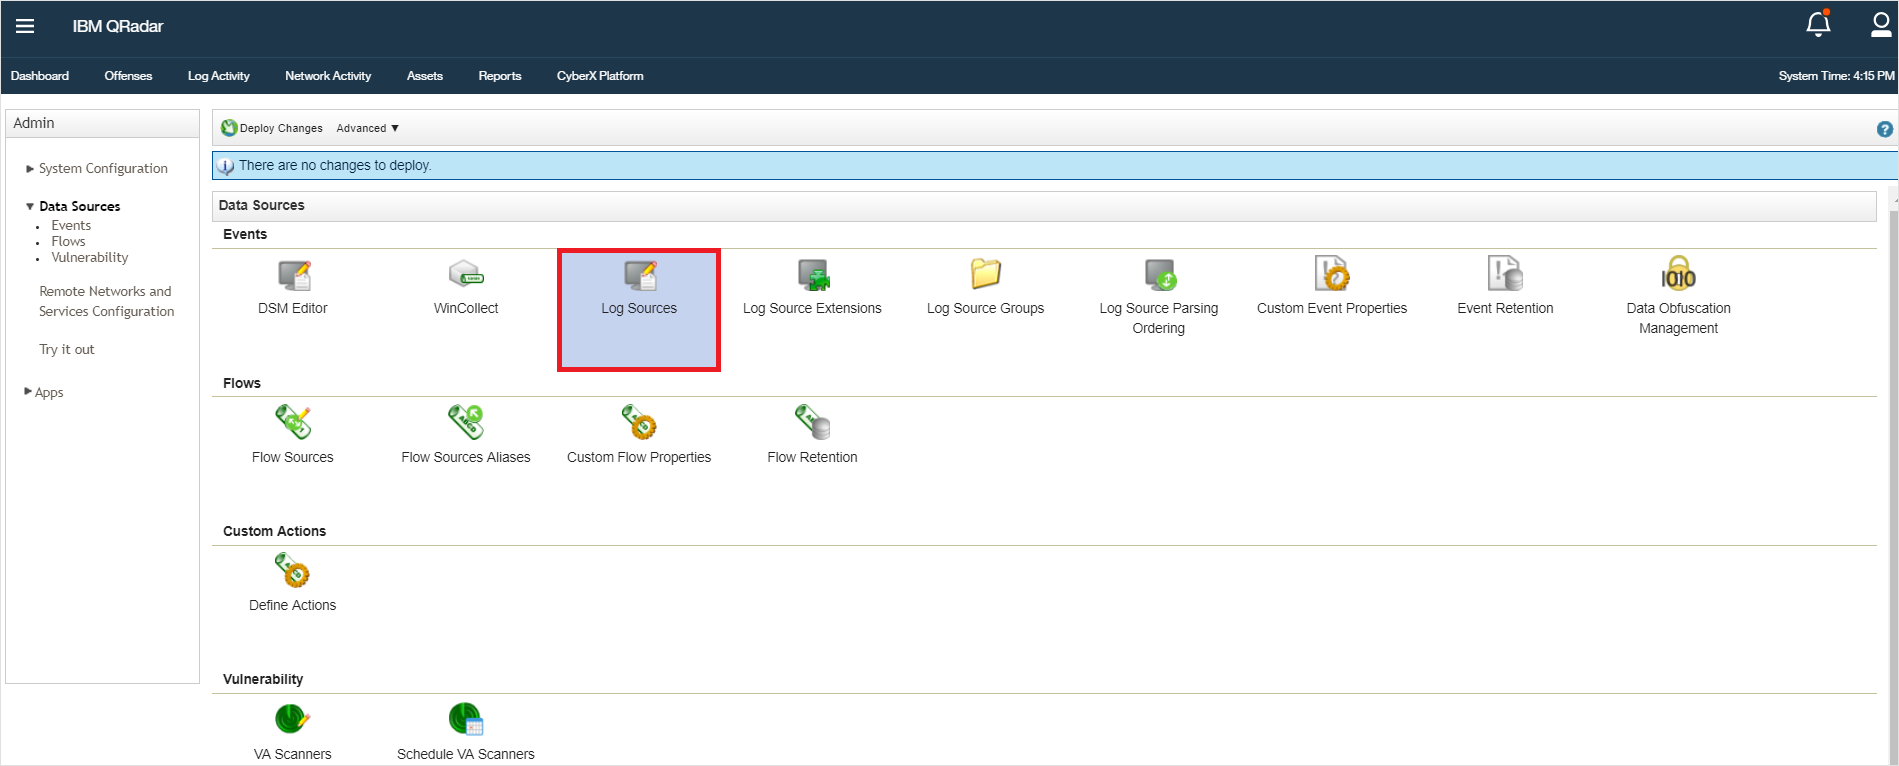 IBM QRadar
Dashboard Offenses Log Activity Network Activity Assets Reports CyberX Platform System Time: 4:15 PM
Admin
System Configuration
Data Sources
Events
Flows
Vulnerability
Remote Networks and
Services Configuration
Try it out
Apps
Deploy Changes Advanced ▼
?
There are no changes to deploy.
Data Sources
Events
DSM Editor
WinCollect
Log Sources
Log Source Extensions
Log Source Groups
Log Source Parsing
Ordering
Custom Event Properties
Event Retention
1010
Data Obfuscation
Management
Flows
Flow Sources
Flow Sources Aliases
Custom Flow Properties
Flow Retention
Custom Actions
Define Actions
Vulnerability
VA Scanners
Schedule VA Scanners